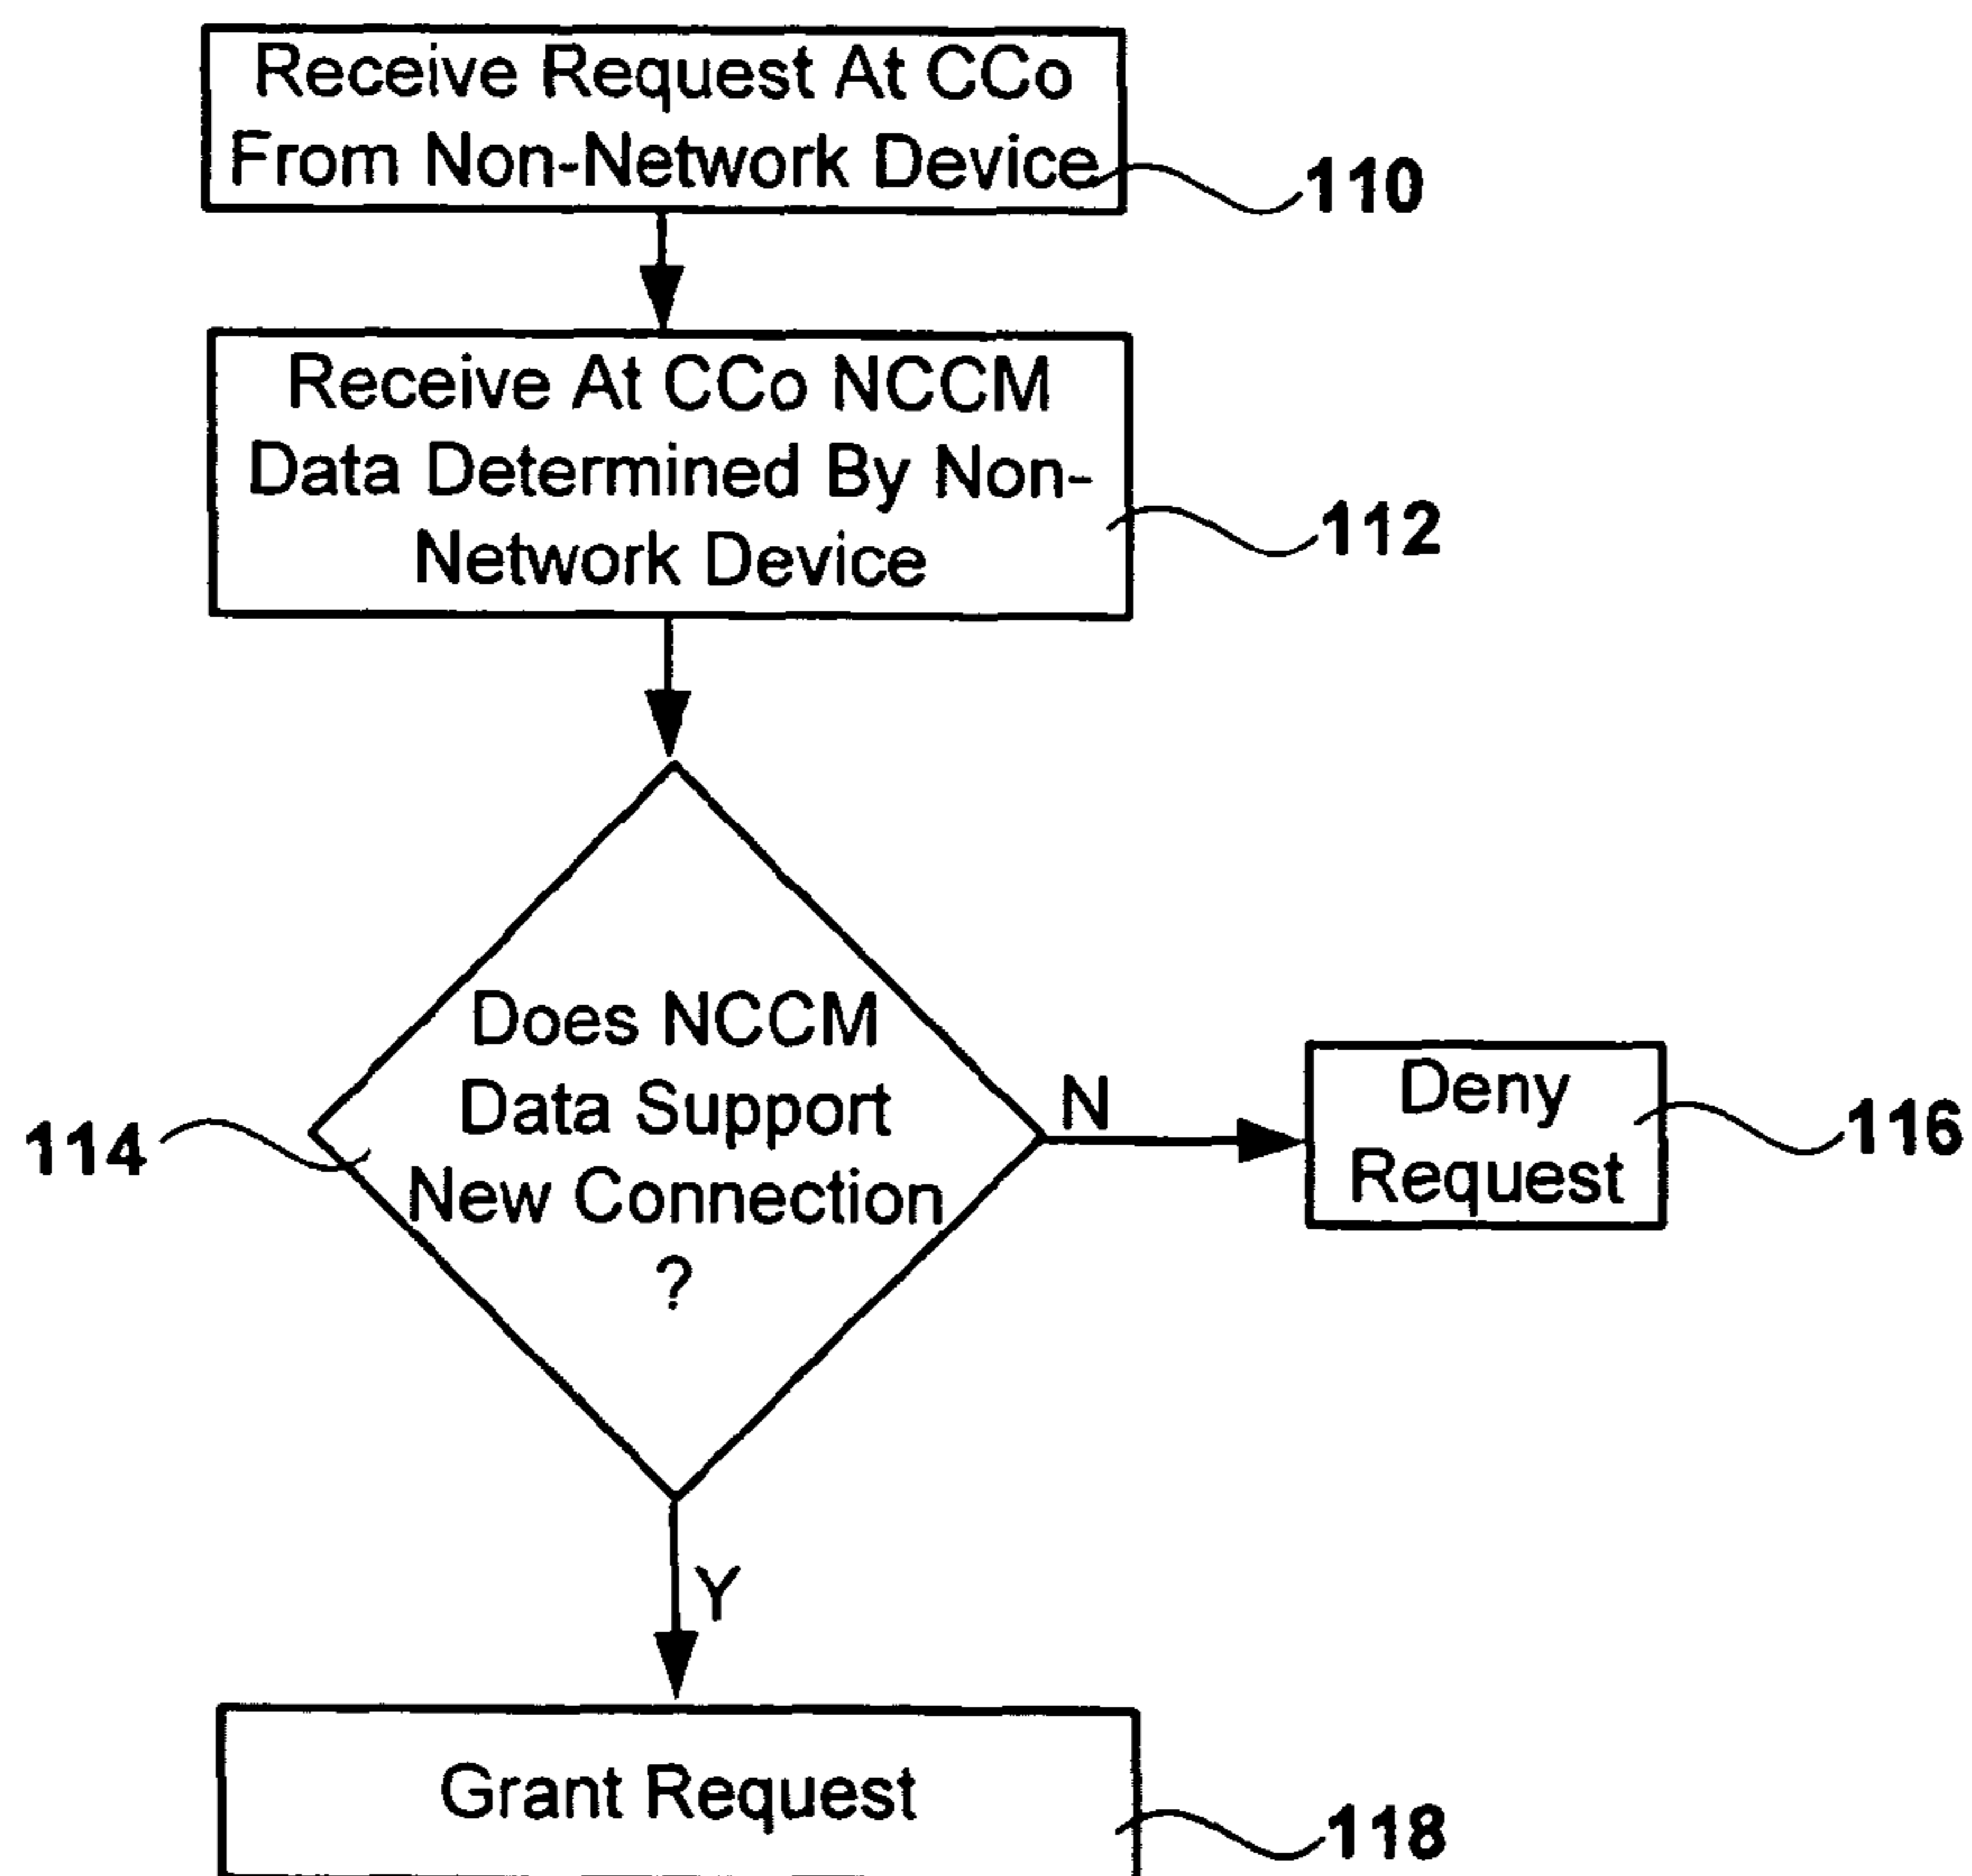 Receive Request At CCo
From Non-Network Device
110
Receive At CCo NCCM
Data Determined By Non-
Network Device
112
Does NCCM
Data Support
New Connection
?
114
N
Deny
Request
116
Y
Grant Request
118